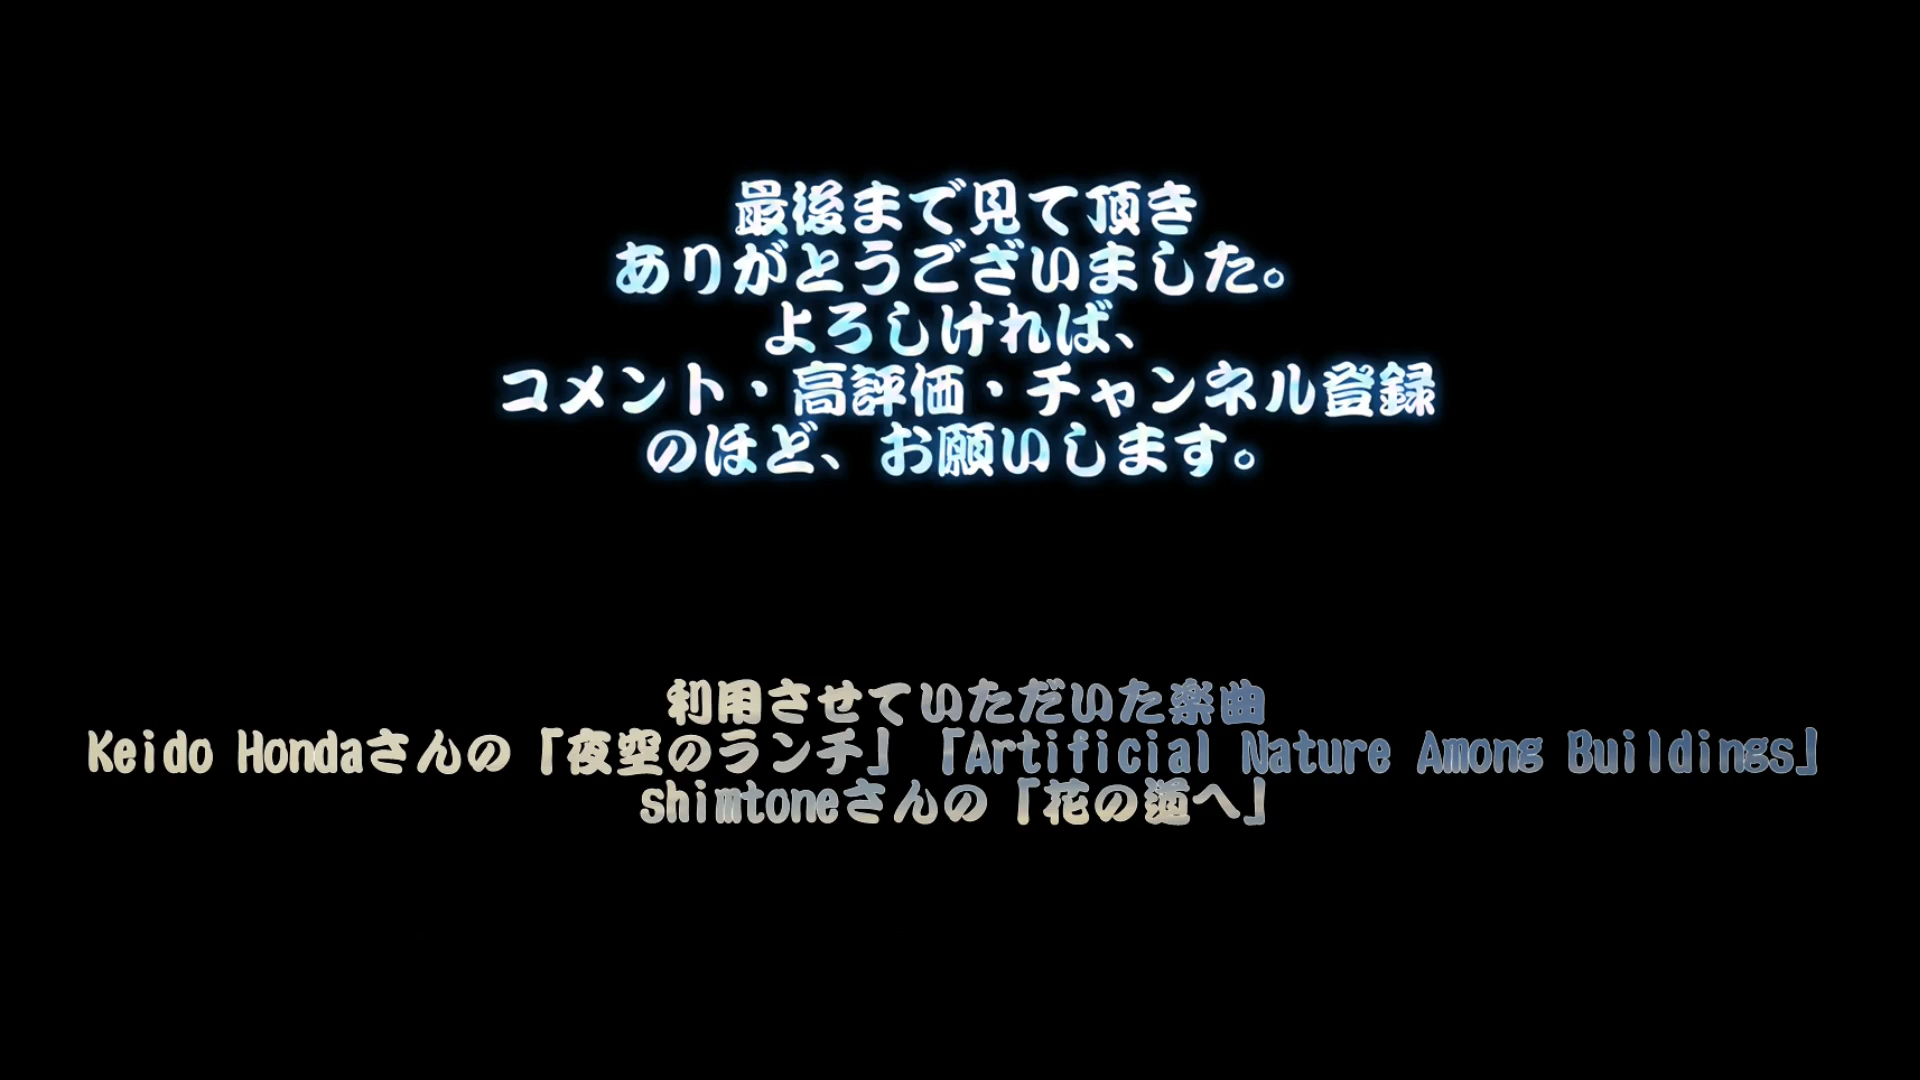 最後まで見て頂き
ありがとうございました。
よろしければ、
コメント・高評価・チャンネル登録
のほど、お願いします。
利用させていただいた楽曲
Keido Hondaさんの「夜空のランチ」「Artificial Nature Among Buildings」
shimtoneさんの「花の道へ」